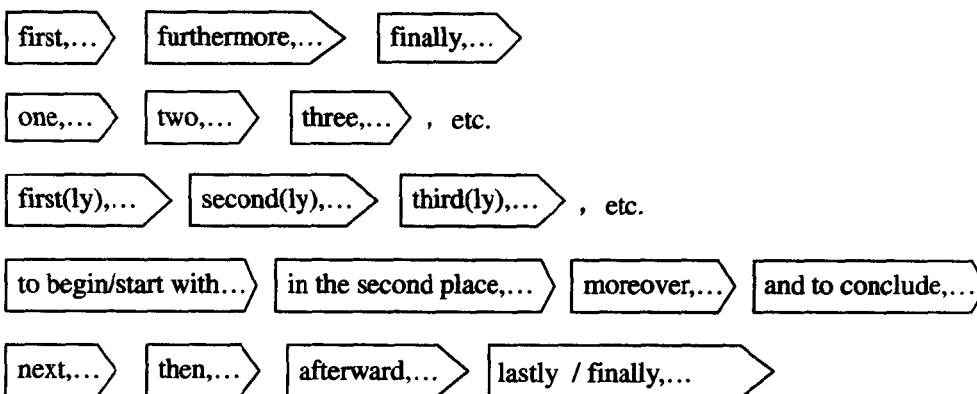 first,... furthermore,... finally,...
one,... two,... three,... , etc.
first(ly),... second(ly),... third(ly),... , etc.
to begin/start with... in the second place,... moreover,... and to conclude,...
next,... then,... afterward,... lastly / finally,...